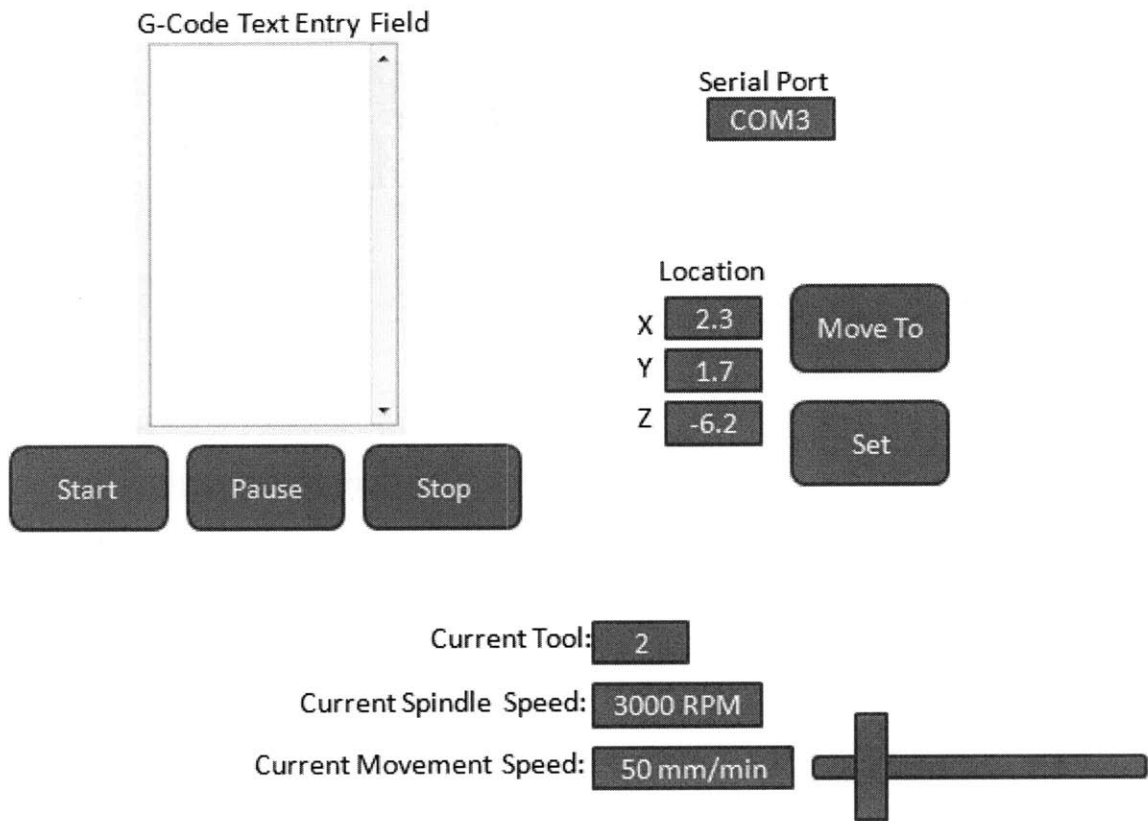 G-Code Text Entry Field
Serial Port
COM3
Location
X 2.3
Y 1.7
Z -6.2
Move To
Set
Start Pause Stop
Current Tool: 2
Current Spindle Speed: 3000 RPM
Current Movement Speed: 50 mm/min